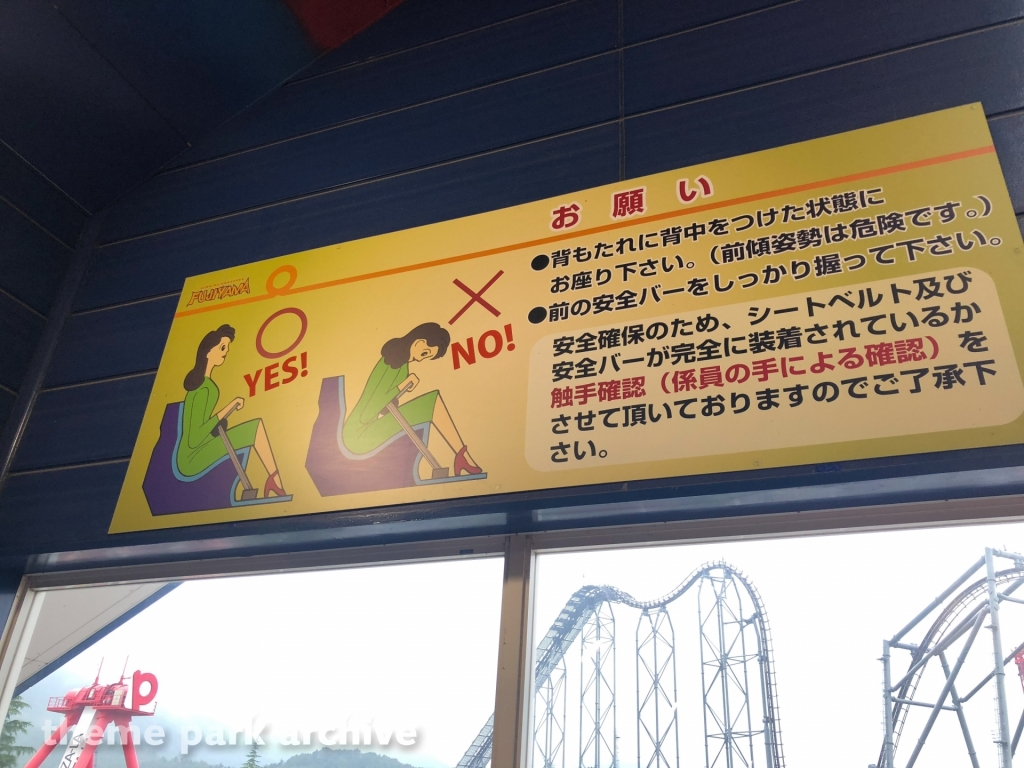 お願い
FUJIYAMA
YES!
NO!
●背もたれに背中をつけた状態に
お座り下さい。（前傾姿勢は危険です。）
●前の安全バーをしっかり握って下さい。
安全確保のため、シートベルト及び
安全バーが完全に装着されているか
触手確認（係員の手による確認）を
させて頂いておりますのでご了承下
さい。
p
theme park archive